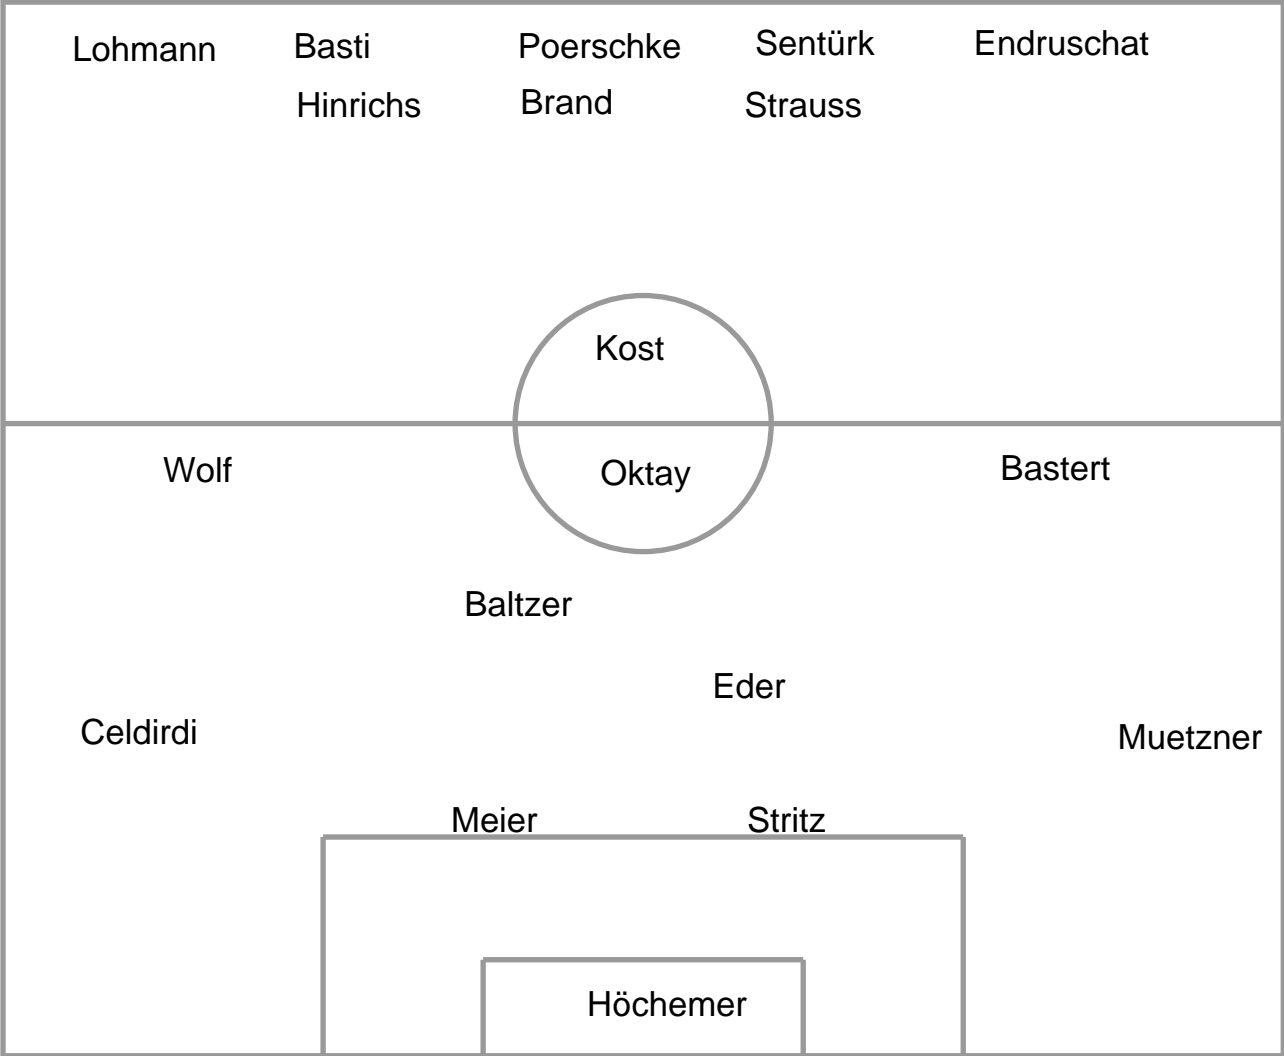 Lohmann Basti Poerschke Sentürk Endruschat
Hinrichs Brand Strauss
Kost
Wolf Oktay Bastert
Baltzer
Eder
Celdirdi Muetzner
Meier Stritz
Höchemer